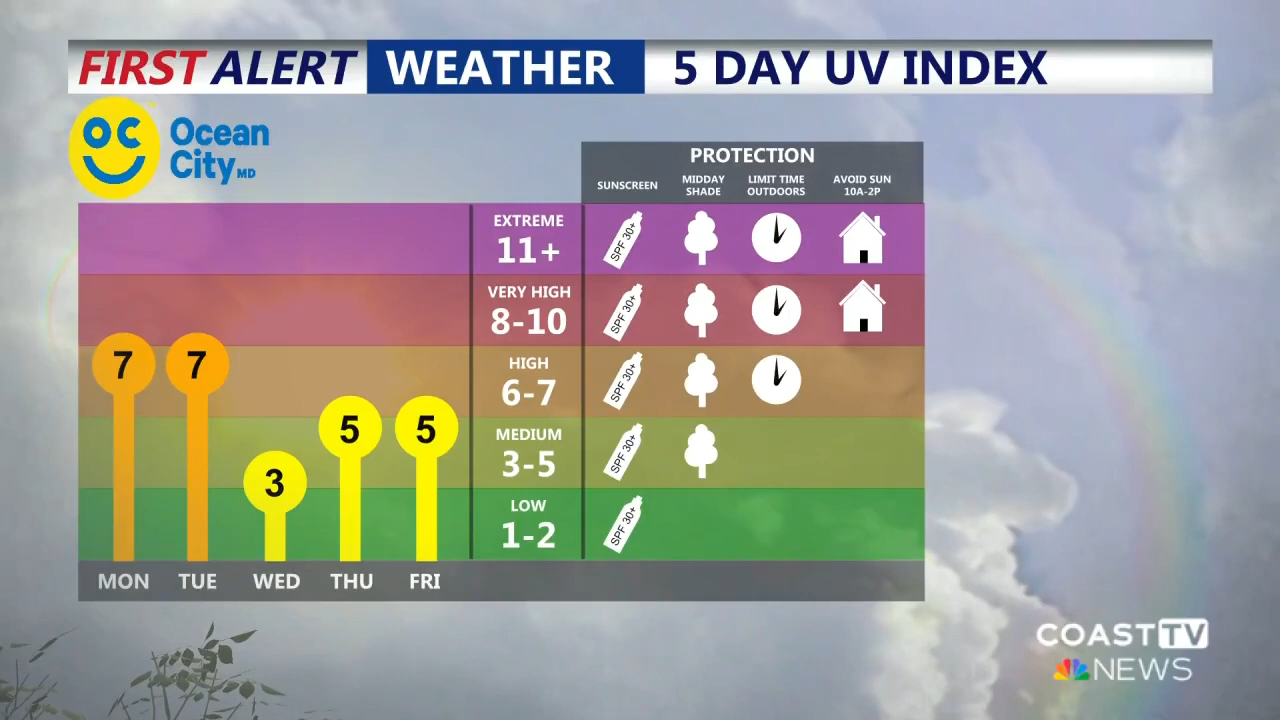 FIRST ALERT WEATHER 5 DAY UV INDEX
OC
™
Ocean
City MD
PROTECTION
SUNSCREEN
MIDDAY
SHADE
LIMIT TIME
OUTDOORS
AVOID SUN
10A-2P
EXTREME
11+
SPF 30+
VERY HIGH
8-10
SPF 30+
7
7
HIGH
6-7
SPF 30+
5
5
MEDIUM
3-5
SPF 30+
3
LOW
1-2
SPF 30+
MON TUE WED THU FRI
COAST TV
NEWS